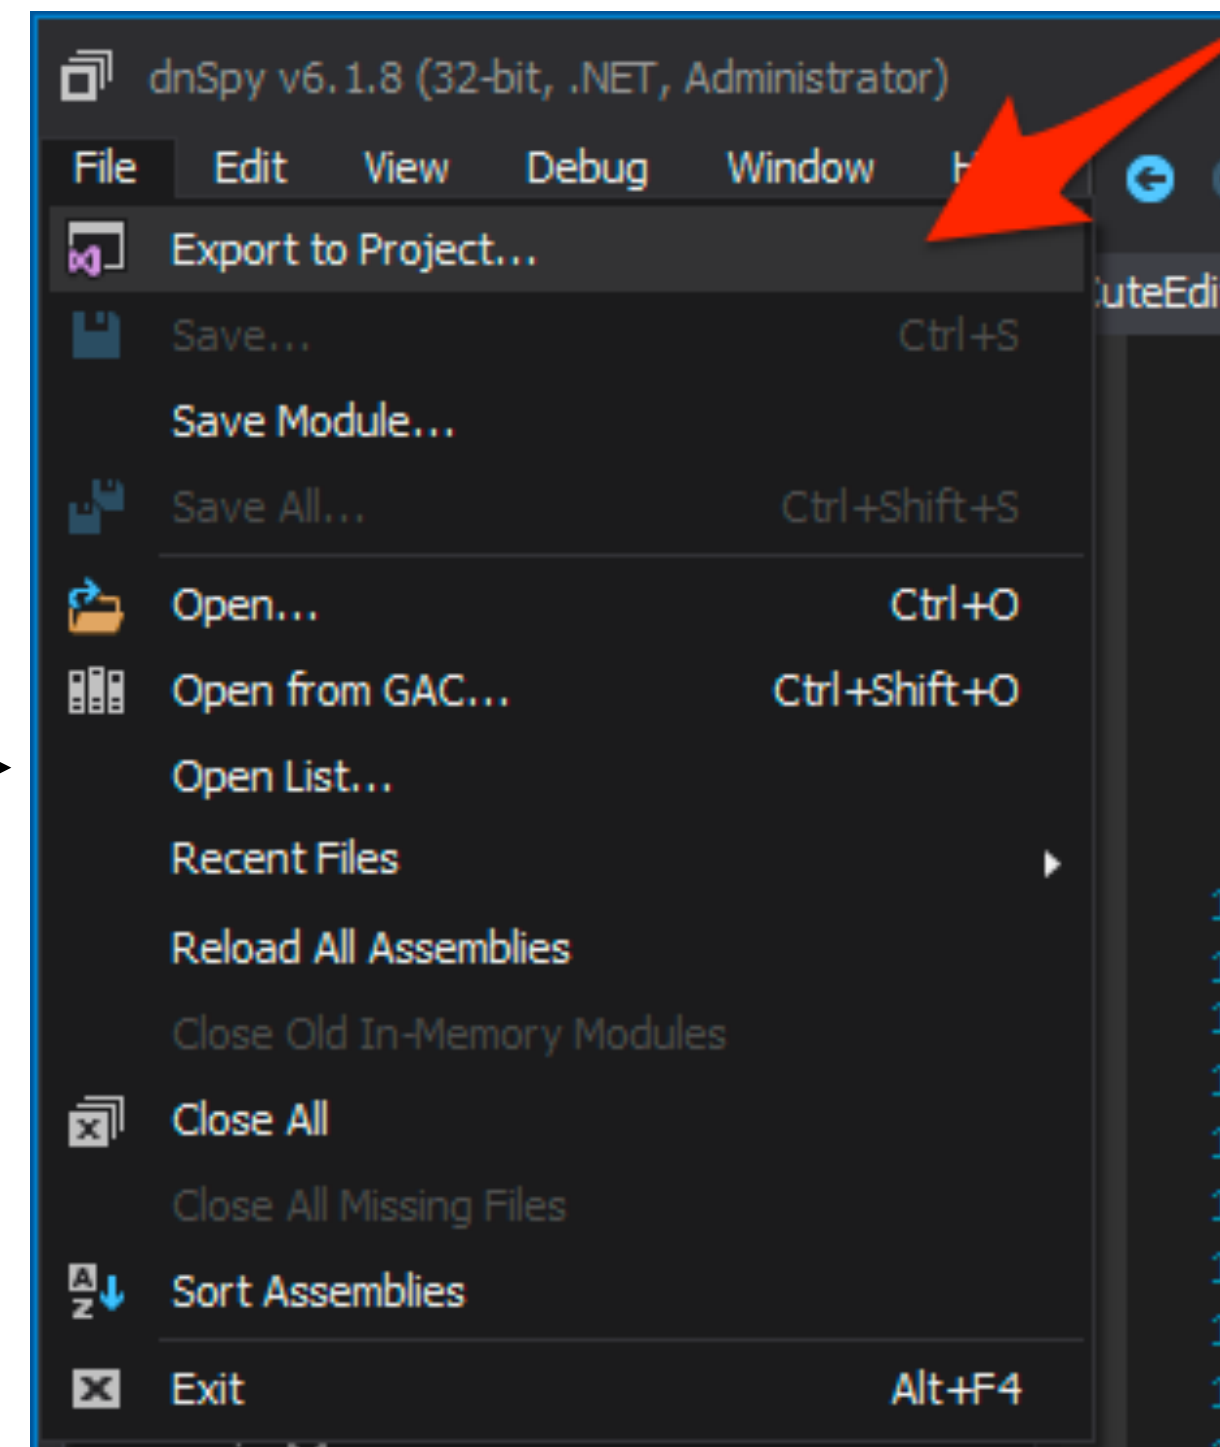 dnSpy v6.1.8 (32-bit, .NET, Administrator)
File Edit View Debug Window
Export to Project...
Save... Ctrl+S
Save Module...
Save All... Ctrl+Shift+S
Open... Ctrl+O
Open from GAC... Ctrl+Shift+O
Open List...
Recent Files
Reload All Assemblies
Close Old In-Memory Modules
Close All
Close All Missing Files
Sort Assemblies
Exit Alt+F4